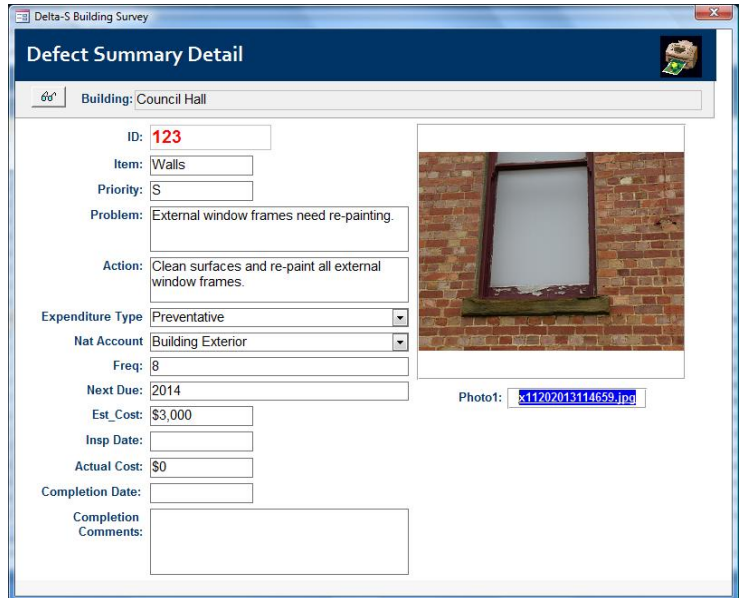 Delta-S Building Survey
Defect Summary Detail
Building: Council Hall
ID: 123
Item: Walls
Priority: S
Problem: External window frames need re-painting.
Action: Clean surfaces and re-paint all external
window frames.
Expenditure Type Preventative
Nat Account Building Exterior
Freq: 8
Next Due: 2014
Photo1: x11202013114659.jpg
Est_Cost: $3,000
Insp Date:
Actual Cost: $0
Completion Date:
Completion
Comments: